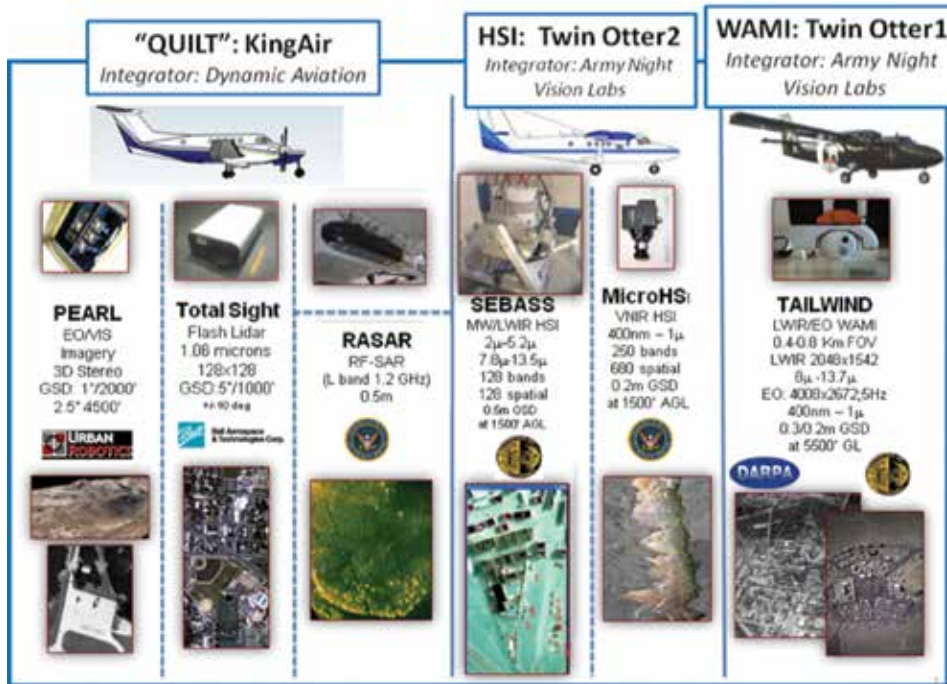 “QUILT”: KingAir
Integrator: Dynamic Aviation
HSI: Twin Otter2
Integrator: Army Night
Vision Labs
WAMI: Twin Otter1
Integrator: Army Night
Vision Labs
PEARL
EO/VIS
Imagery
3D Stereo
GSD: 1"/2000'
2.5" 4500'
URBAN
ROBOTICS
Total Sight
Flash Lidar
1.06 microns
128x128
GSD:5"/1000'
+/-
deg
Ball Aerospace
& Technologies Corp.
RASAR
RF-SAR
(L band 1.2 GHz)
0.5m
SEBASS
MW/LWIR HSI
2µ-5.2µ
7.8µ-13.5µ
128 bands
128 spatial
0.5m GSD
at 1500' AGL
MicroHSI
VNIR HSI
400nm ~ 1µ
250 bands
680 spatial
0.2m GSD
at 1500' AGL
TAILWIND
LWIR/EO WAMI
0.4-0.8 Km FOV
LWIR 2048x1542
8µ -13.7µ
EO: 4008x2672;5Hz
400nm ~ 1µ
0.3/0.2m GSD
at 5500' GL
DARPA